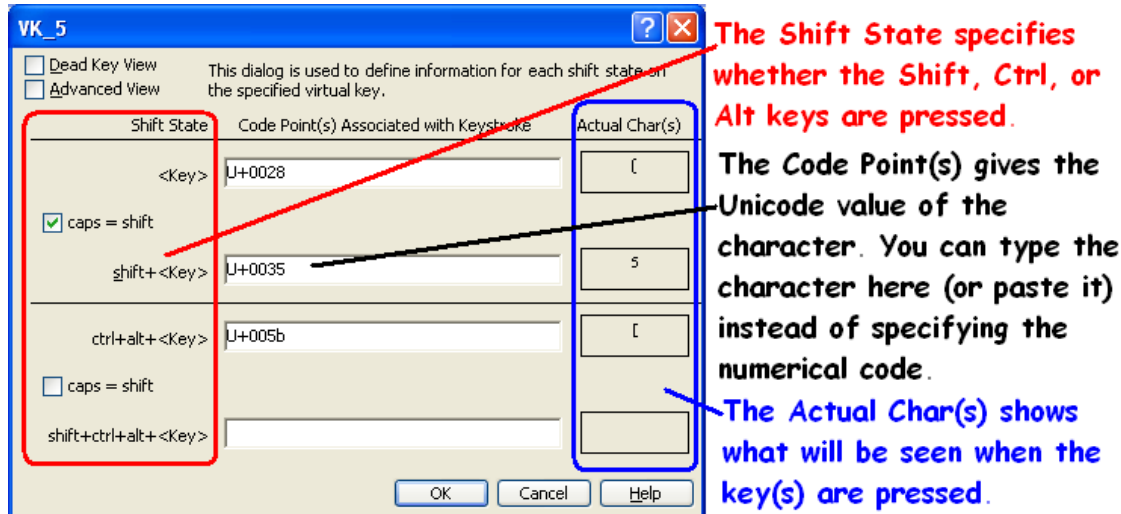 VK_5
Dead Key View
Advanced View
This dialog is used to define information for each shift state on
the specified virtual key.
Shift State
Code Point(s) Associated with Keystroke
Actual Char(s)
<Key>
U+0028
(
caps = shift
shift+<Key>
U+0035
5
ctrl+alt+<Key>
U+005b
[
caps = shift
shift+ctrl+alt+<Key>
OK
Cancel
Help
The Shift State specifies
whether the Shift, Ctrl, or
Alt keys are pressed.
The Code Point(s) gives the
Unicode value of the
character. You can type the
character here (or paste it)
instead of specifying the
numerical code.
The Actual Char(s) shows
what will be seen when the
key(s) are pressed.